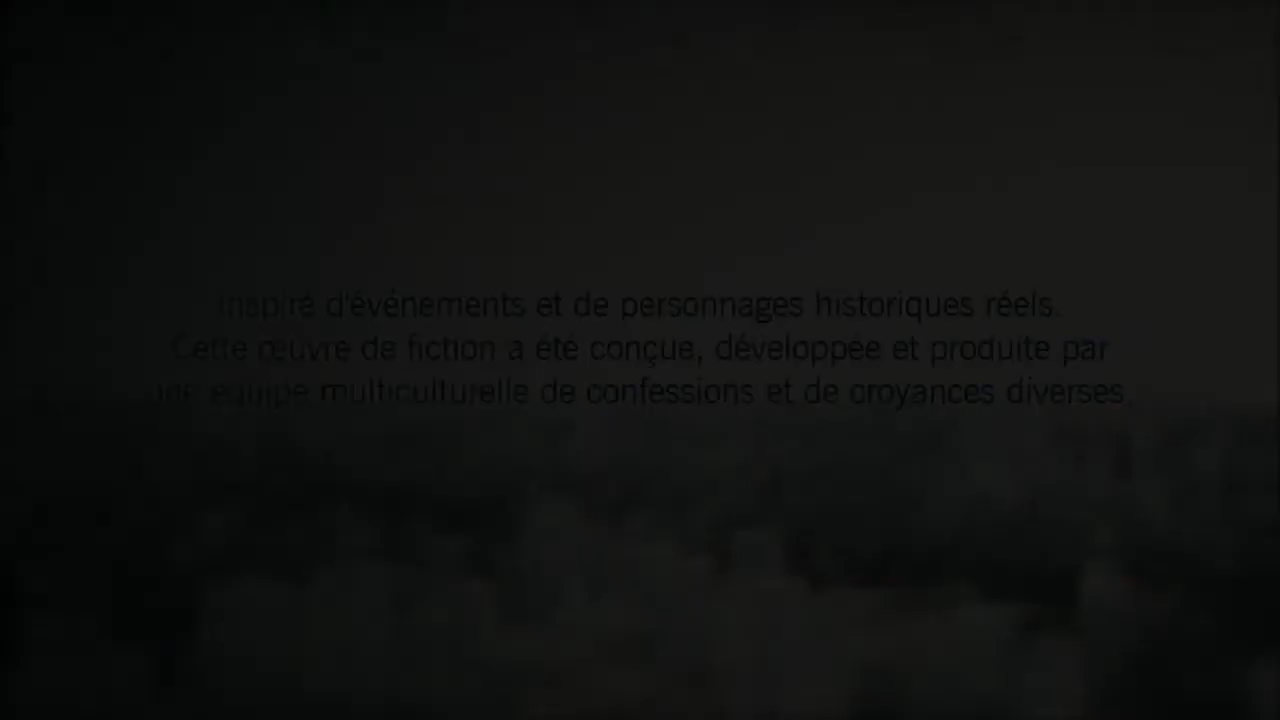 Inspiré d'événements et de personnages historiques réels.
Cette œuvre de fiction a été conçue, développée et produite par
une équipe multiculturelle de confessions et de croyances diverses.